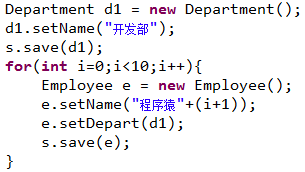 Department d1 = new Department();
d1.setName("开发部");
s.save(d1);
for(int i=0;i<10;i++){
    Employee e = new Employee();
    e.setName("程序猿"+(i+1));
    e.setDepart(d1);
    s.save(e);
}